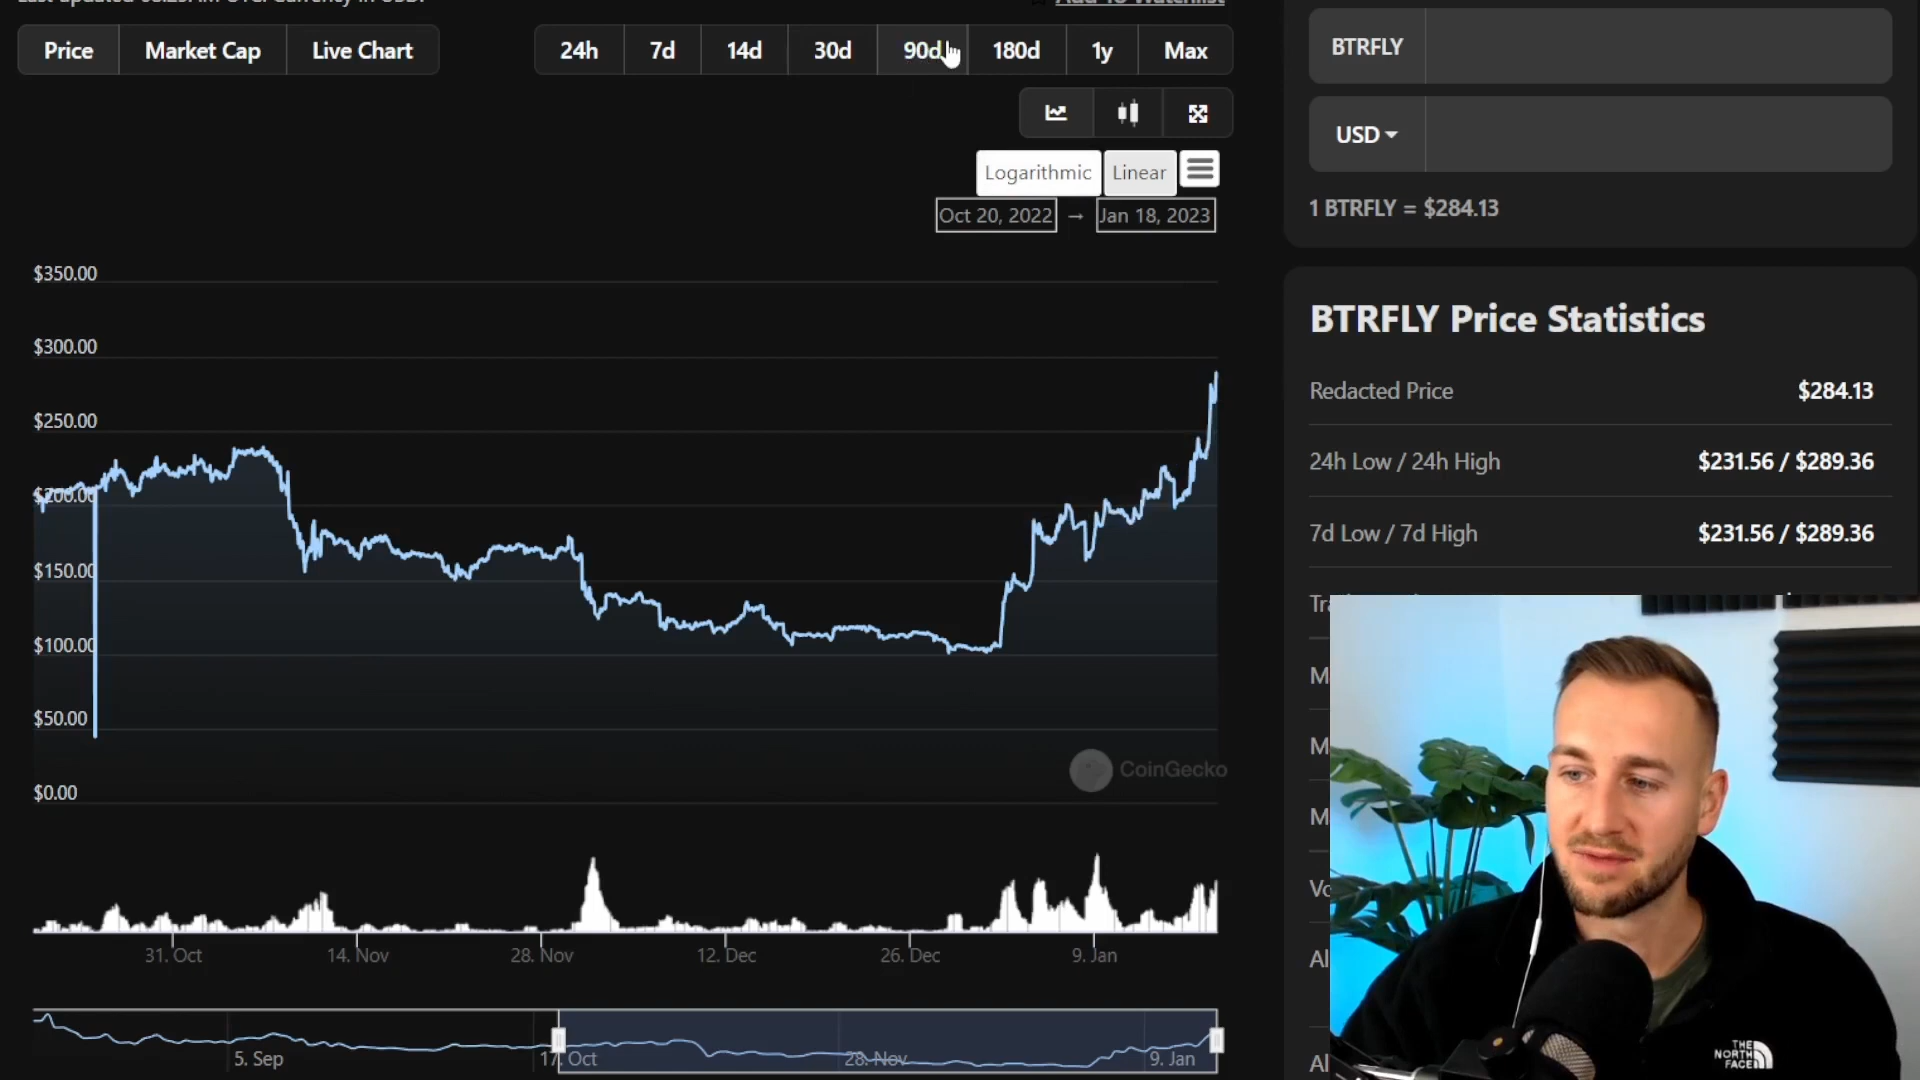 Price
Market Cap
Live Chart
24h
7d
14d
30d
90d
180d
1y
Max
Logarithmic
Linear
Oct 20, 2022 → Jan 18, 2023
$350.00
$300.00
$250.00
$200.00
$150.00
$100.00
$50.00
$0.00
CoinGecko
31. Oct
14. Nov
28. Nov
12. Dec
26. Dec
9. Jan
5. Sep
17. Oct
28. Nov
9. Jan
BTRFLY
USD
1 BTRFLY = $284.13
BTRFLY Price Statistics
Redacted Price
$284.13
24h Low / 24h High
$231.56 / $289.36
7d Low / 7d High
$231.56 / $289.36
THE
NORTH
FACE